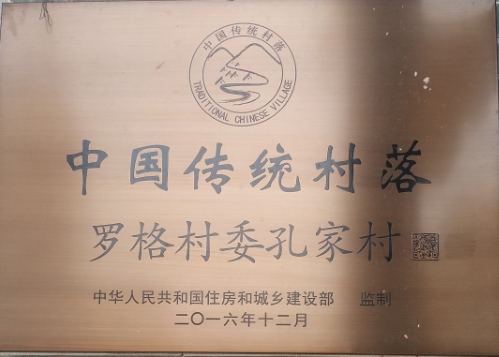 中国传统村落
TRADITIONAL CHINESE VILLAGE
中国传统村落
罗格村委孔家村
中华人民共和国住房和城乡建设部 监制
二〇一六年十二月